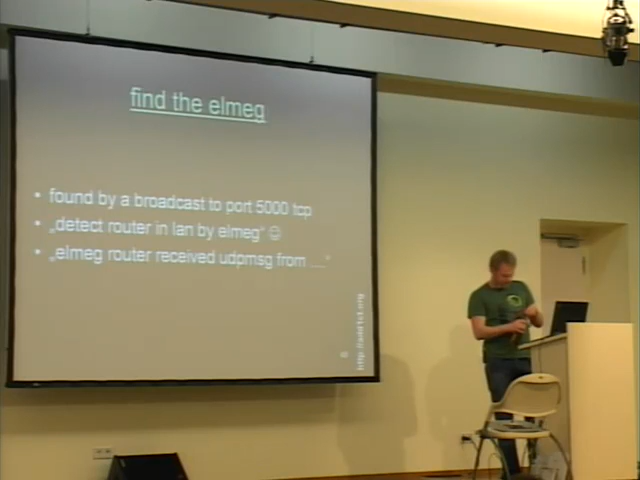 find the elmeg
• found by a broadcast to port 5000 tcp
• „detect router in lan by elmeg“ ☺
• „elmeg router received udpmsg from ...“